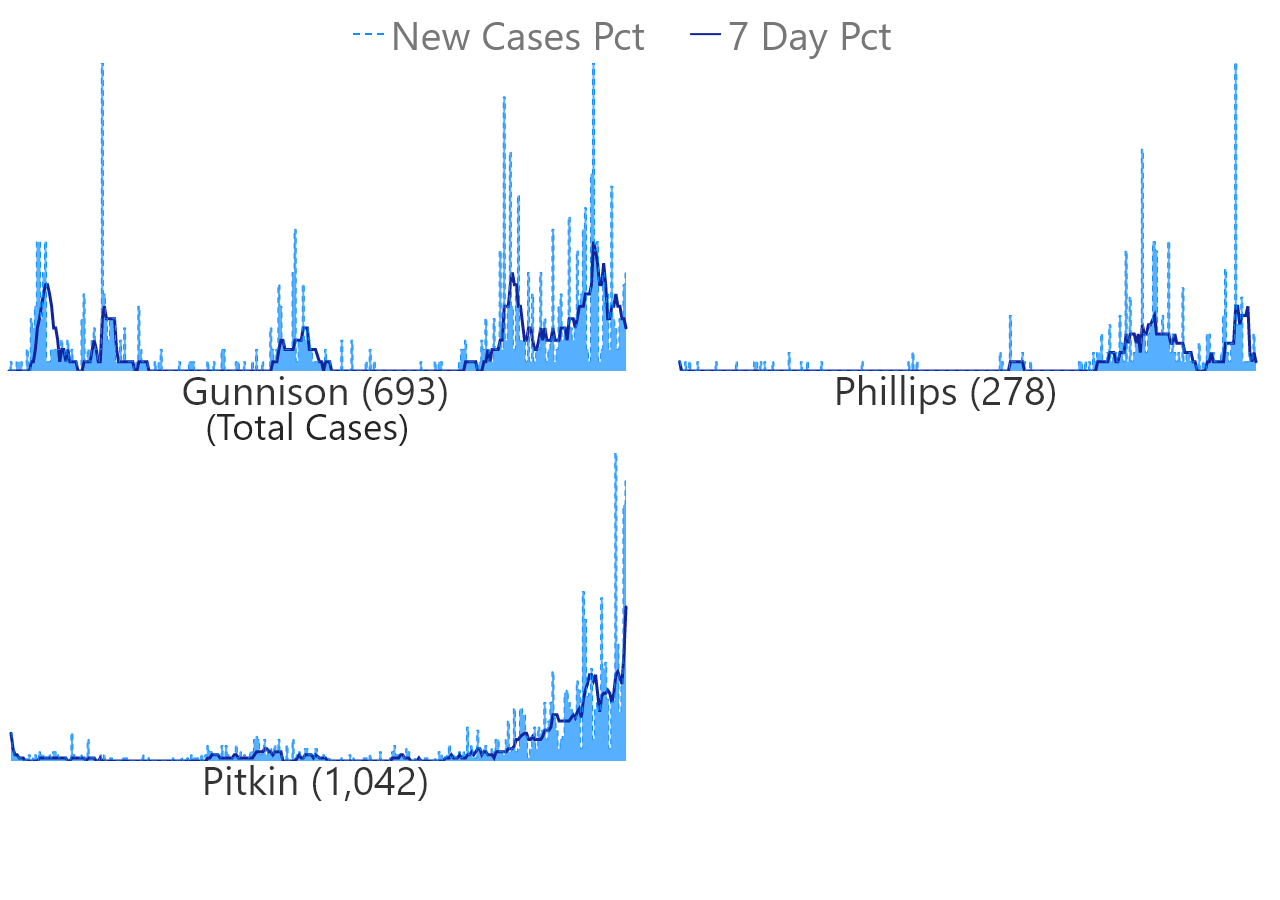 New Cases Pct 7 Day Pct
Gunnison (693)
(Total Cases)
Phillips (278)
Pitkin (1,042)